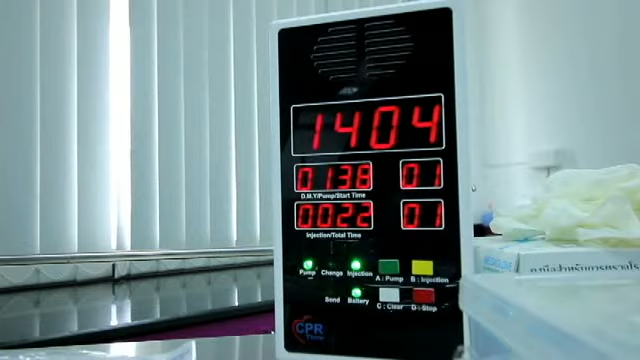 1404
0138 01
D.M.Y/Pump/Start Time
0022 01
Injection/Total Time
Pump Change Injection A : Pump B : Injection
Send Battery C : Clear D : Stop
CPR
Time